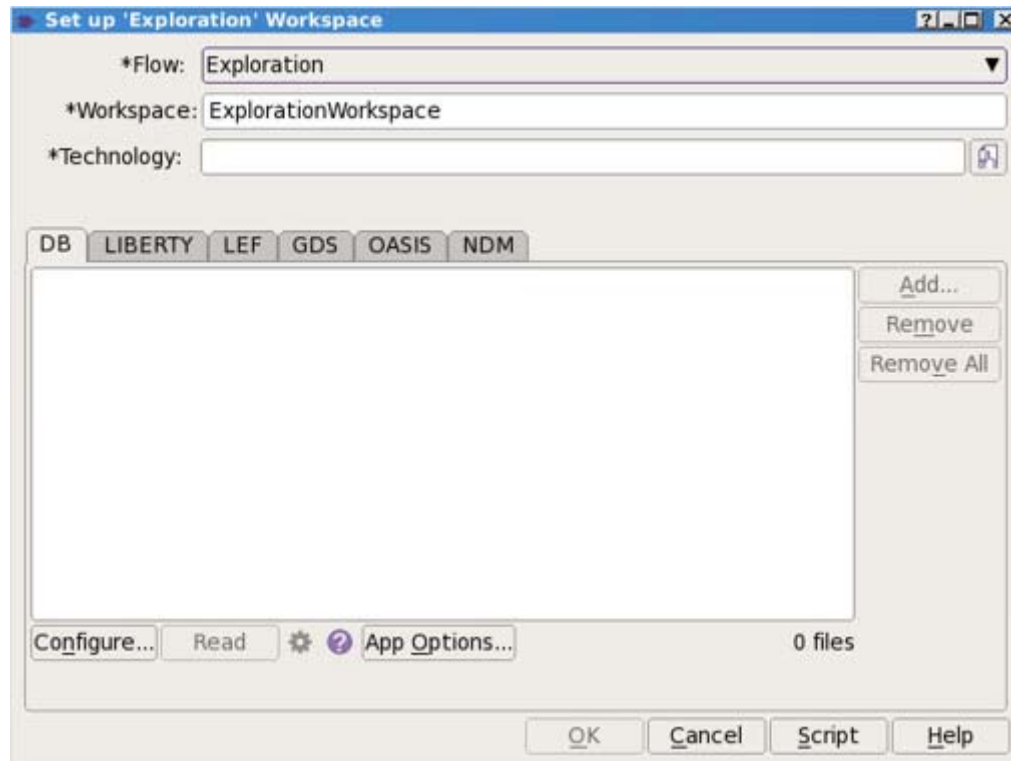 Set up 'Exploration' Workspace
*Flow: Exploration
*Workspace: ExplorationWorkspace
*Technology:
DB LIBERTY LEF GDS OASIS NDM
Add...
Remove
Remove All
Configure... Read App Options... 0 files
OK Cancel Script Help